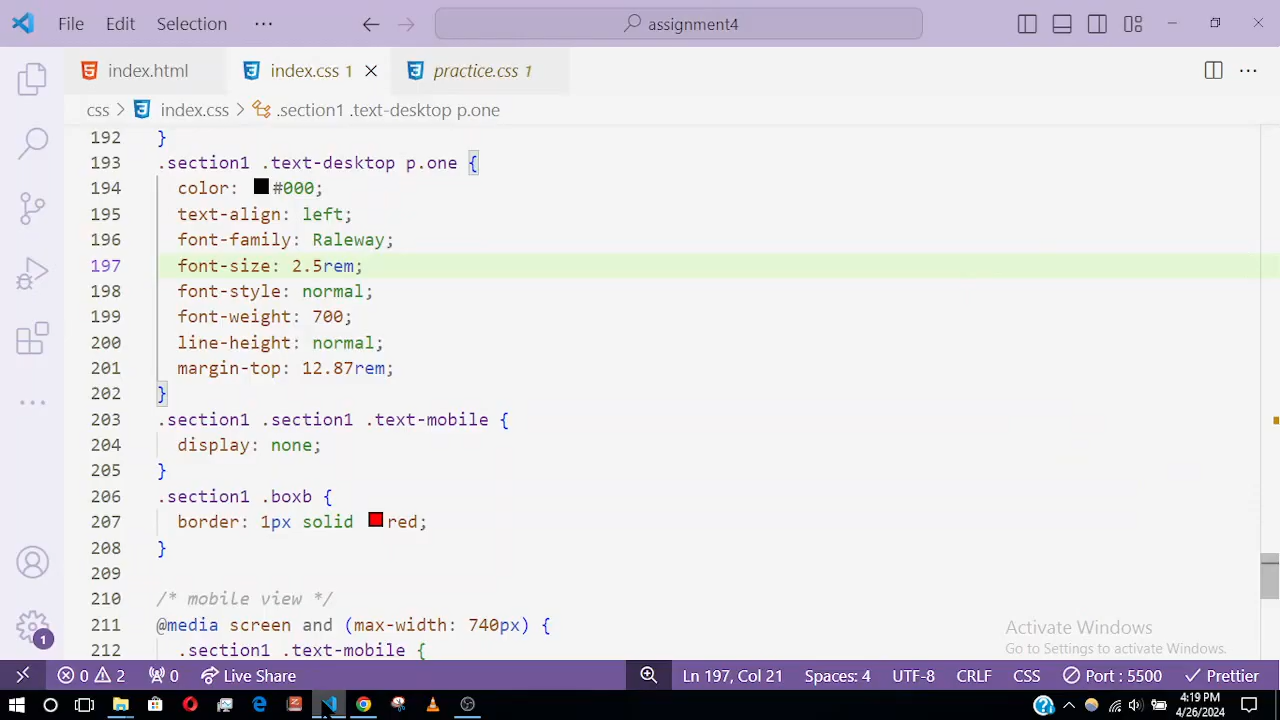 File Edit Selection ··· assignment4
index.html index.css 1 practice.css 1
css > index.css > .section1 .text-desktop p.one
192 }
193 .section1 .text-desktop p.one {
194 color: #000;
195 text-align: left;
196 font-family: Raleway;
197 font-size: 2.5rem;
198 font-style: normal;
199 font-weight: 700;
200 line-height: normal;
201 margin-top: 12.87rem;
202 }
203 .section1 .section1 .text-mobile {
204 display: none;
205 }
206 .section1 .boxb {
207 border: 1px solid red;
208 }
209
210 /* mobile view */
211 @media screen and (max-width: 740px) {
212 .section1 .text-mobile {
1
Activate Windows
Go to Settings to activate Windows.
0 2 0 Live Share Ln 197, Col 21 Spaces: 4 UTF-8 CRLF CSS Port : 5500 Prettier
4:19 PM
4/26/2024